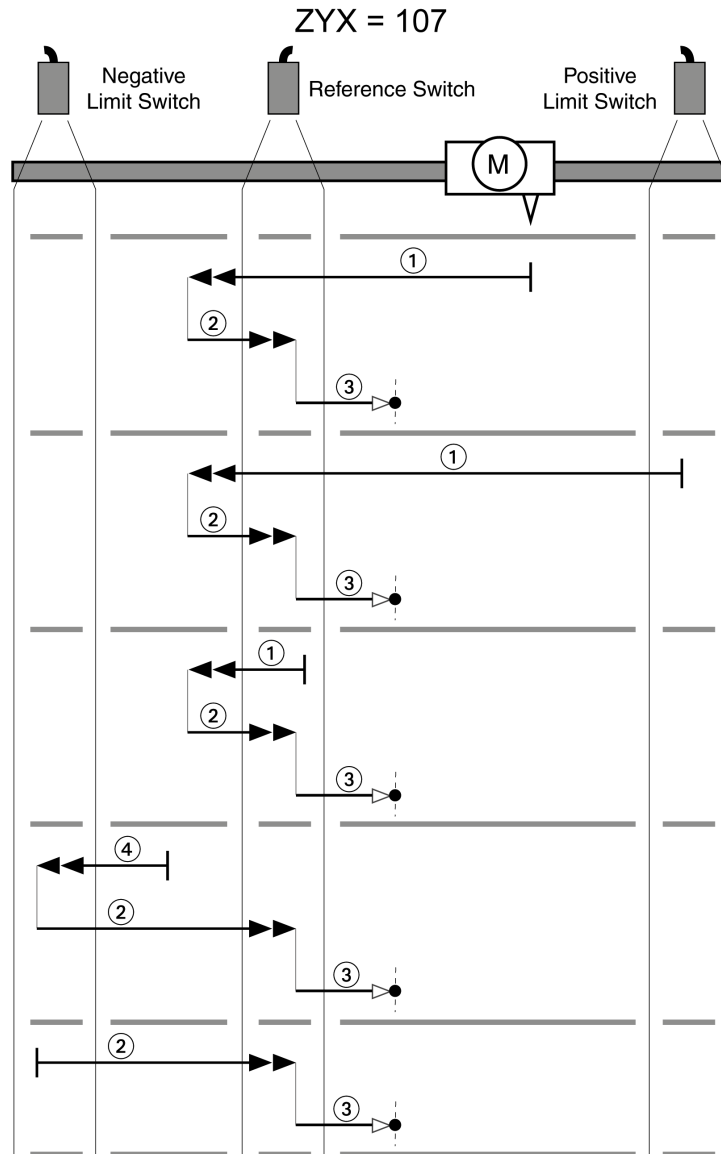 ZYX = 107
Negative
Limit Switch
Reference Switch
Positive
Limit Switch
M
1
2
3
1
2
3
1
2
3
4
2
3
2
3